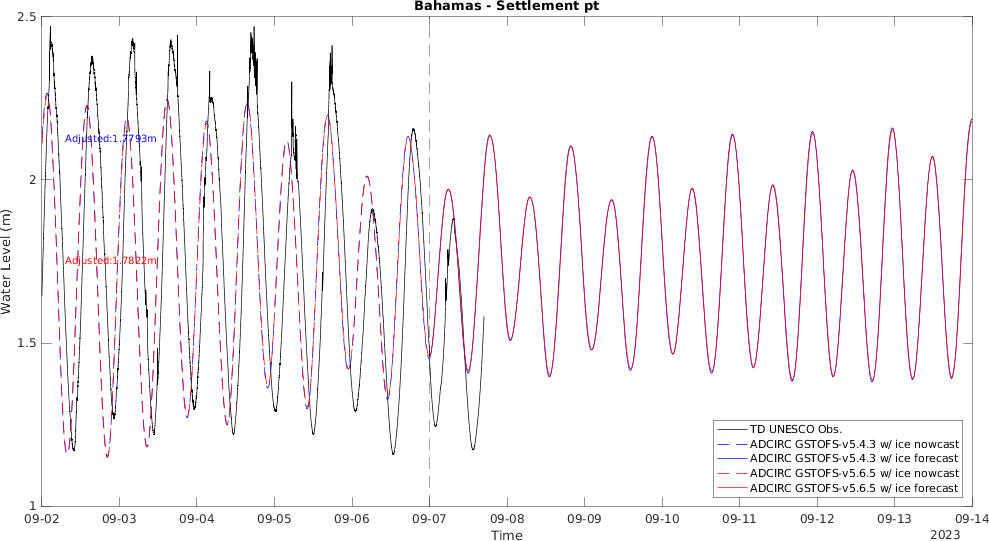 Bahamas - Settlement pt
2.5
2
1.5
1
Water Level (m)
Adjusted:1.7793m
Adjusted:1.7822m
TD UNESCO Obs.
ADCIRC GSTOFS-v5.4.3 w/ ice nowcast
ADCIRC GSTOFS-v5.4.3 w/ ice forecast
ADCIRC GSTOFS-v5.6.5 w/ ice nowcast
ADCIRC GSTOFS-v5.6.5 w/ ice forecast
09-02 09-03 09-04 09-05 09-06 09-07 09-08 09-09 09-10 09-11 09-12 09-13 09-14
Time
2023